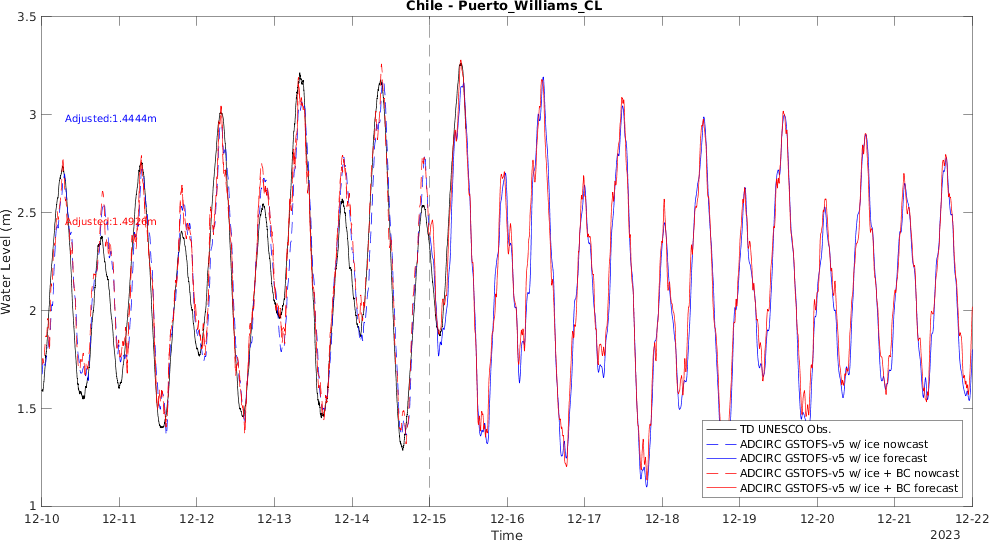 Chile - Puerto_Williams_CL
3.5
3
2.5
2
1.5
1
Water Level (m)
Adjusted:1.4444m
Adjusted:1.4926m
TD UNESCO Obs.
ADCIRC GSTOFS-v5 w/ ice nowcast
ADCIRC GSTOFS-v5 w/ ice forecast
ADCIRC GSTOFS-v5 w/ ice + BC nowcast
ADCIRC GSTOFS-v5 w/ ice + BC forecast
12-10 12-11 12-12 12-13 12-14 12-15 12-16 12-17 12-18 12-19 12-20 12-21 12-22
Time
2023